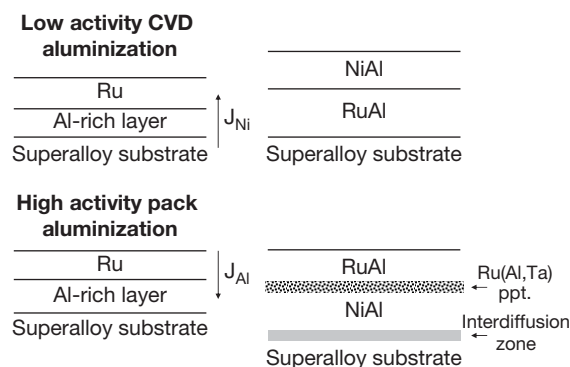 Low activity CVD
aluminization
Ru
Al-rich layer
Superalloy substrate
J_Ni
NiAl
RuAl
Superalloy substrate
High activity pack
aluminization
Ru
Al-rich layer
Superalloy substrate
J_Al
RuAl
NiAl
Superalloy substrate
Ru(Al,Ta)
ppt.
Interdiffusion
zone